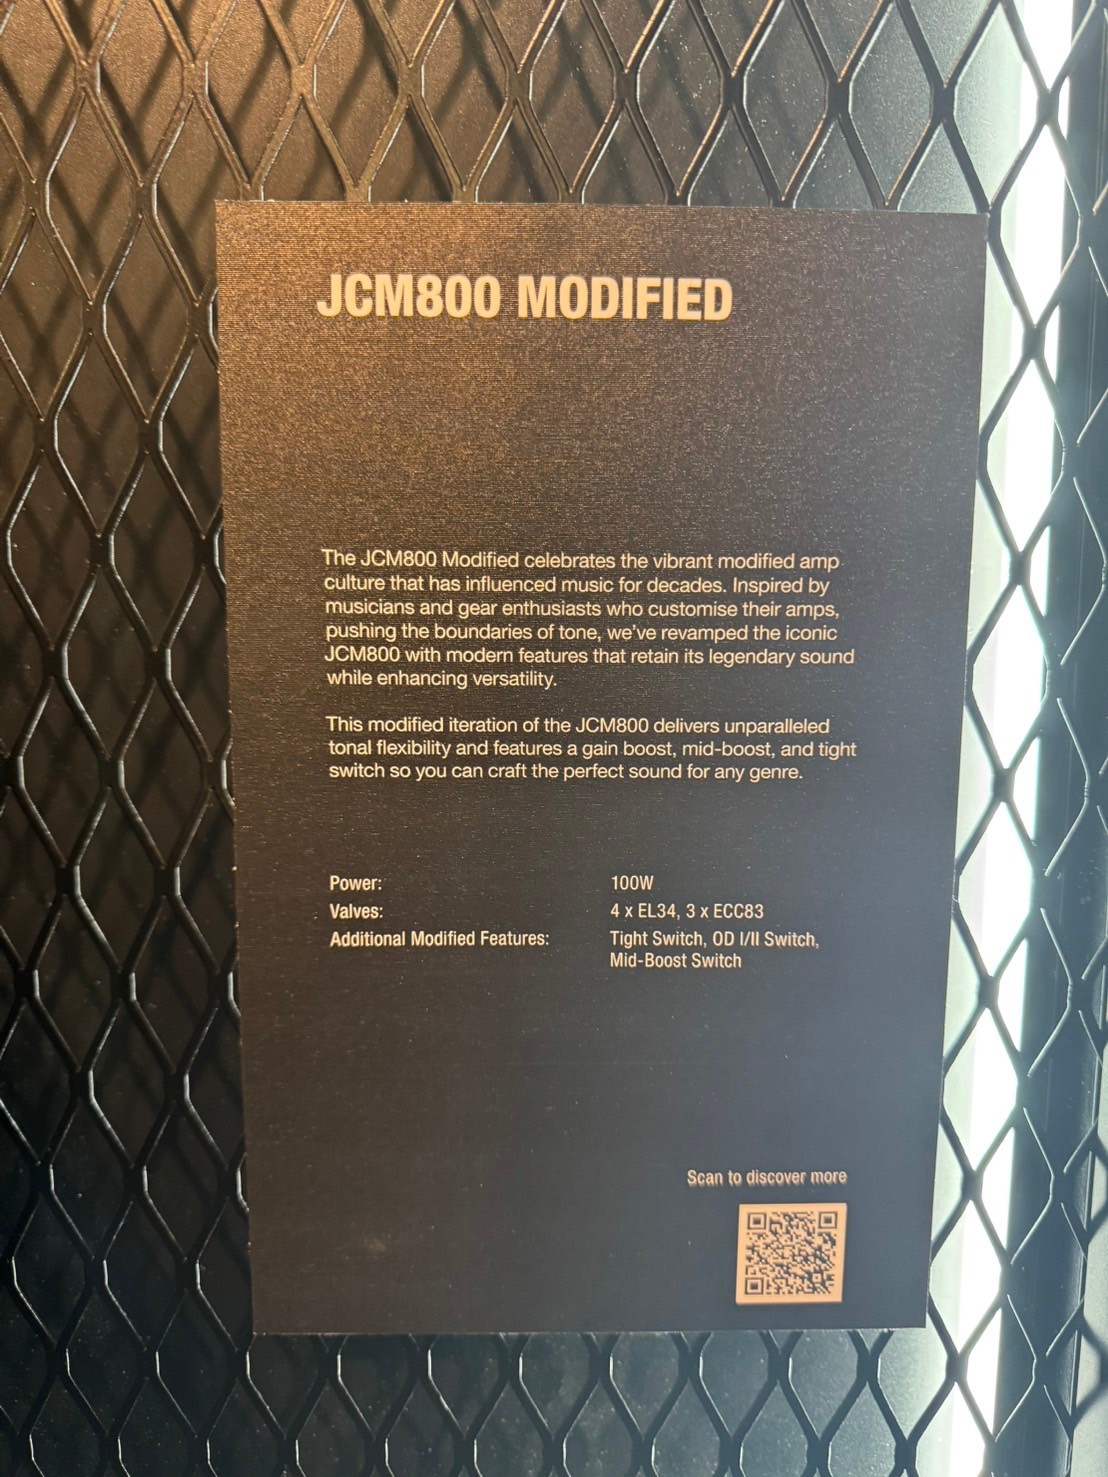 JCM800 MODIFIED
The JCM800 Modified celebrates the vibrant modified amp
culture that has influenced music for decades. Inspired by
musicians and gear enthusiasts who customise their amps,
pushing the boundaries of tone, we've revamped the iconic
JCM800 with modern features that retain its legendary sound
while enhancing versatility.
This modified iteration of the JCM800 delivers unparalleled
tonal flexibility and features a gain boost, mid-boost, and tight
switch so you can craft the perfect sound for any genre.
Power: 100W
Valves: 4 x EL34, 3 x ECC83
Additional Modified Features: Tight Switch, OD I/II Switch,
Mid-Boost Switch
Scan to discover more